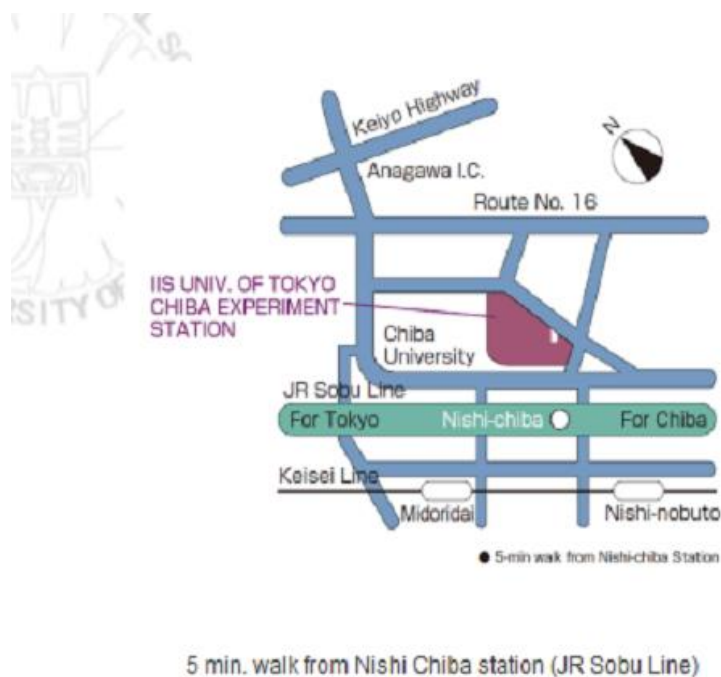 Keiyo Highway
Anagawa I.C.
N
Route No. 16
IIS UNIV. OF TOKYO
CHIBA EXPERIMENT
STATION
Chiba
University
JR Sobu Line
For Tokyo
Nishi-chiba
For Chiba
Keisei Line
Midoridai
Nishi-nobuto
● 5-min walk from Nishi-chiba Station
5 min. walk from Nishi Chiba station (JR Sobu Line)